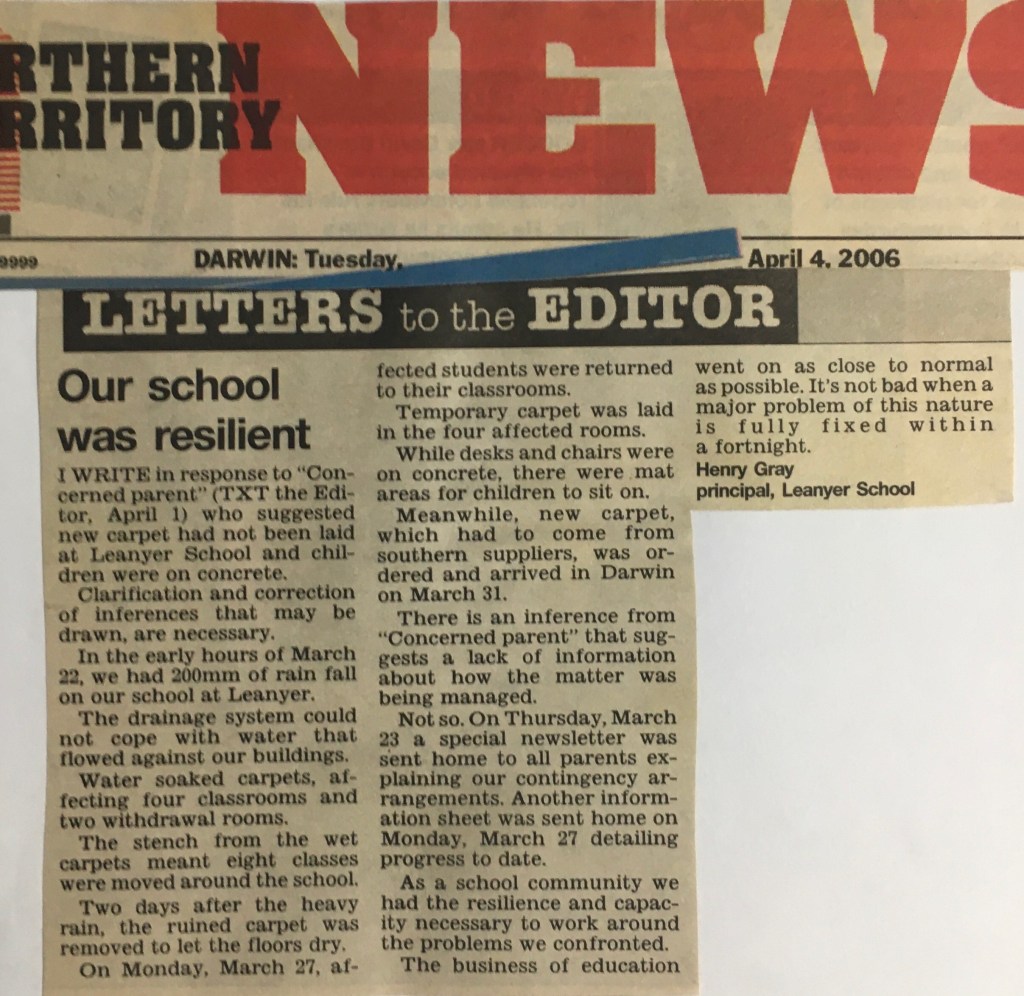 RTHERN
RRITORY
NEWS
9999
DARWIN: Tuesday,
April 4, 2006
LETTERS to the EDITOR
Our school
was resilient
I WRITE in response to “Con-
cerned parent” (TXT the Edi-
tor, April 1) who suggested
new carpet had not been laid
at Leanyer School and chil-
dren were on concrete.
Clarification and correction
of inferences that may be
drawn, are necessary.
In the early hours of March
22, we had 200mm of rain fall
on our school at Leanyer.
The drainage system could
not cope with water that
flowed against our buildings.
Water soaked carpets, af-
fecting four classrooms and
two withdrawal rooms.
The stench from the wet
carpets meant eight classes
were moved around the school.
Two days after the heavy
rain, the ruined carpet was
removed to let the floors dry.
On Monday, March 27, af-
fected students were returned
to their classrooms.
Temporary carpet was laid
in the four affected rooms.
While desks and chairs were
on concrete, there were mat
areas for children to sit on.
Meanwhile, new carpet,
which had to come from
southern suppliers, was or-
dered and arrived in Darwin
on March 31.
There is an inference from
“Concerned parent” that sug-
gests a lack of information
about how the matter was
being managed.
Not so. On Thursday, March
23 a special newsletter was
sent home to all parents ex-
plaining our contingency ar-
rangements. Another inform-
ation sheet was sent home on
Monday, March 27 detailing
progress to date.
As a school community we
had the resilience and capac-
ity necessary to work around
the problems we confronted.
The business of education
went on as close to normal
as possible. It's not bad when a
major problem of this nature
is fully fixed within
a fortnight.
Henry Gray
principal, Leanyer School